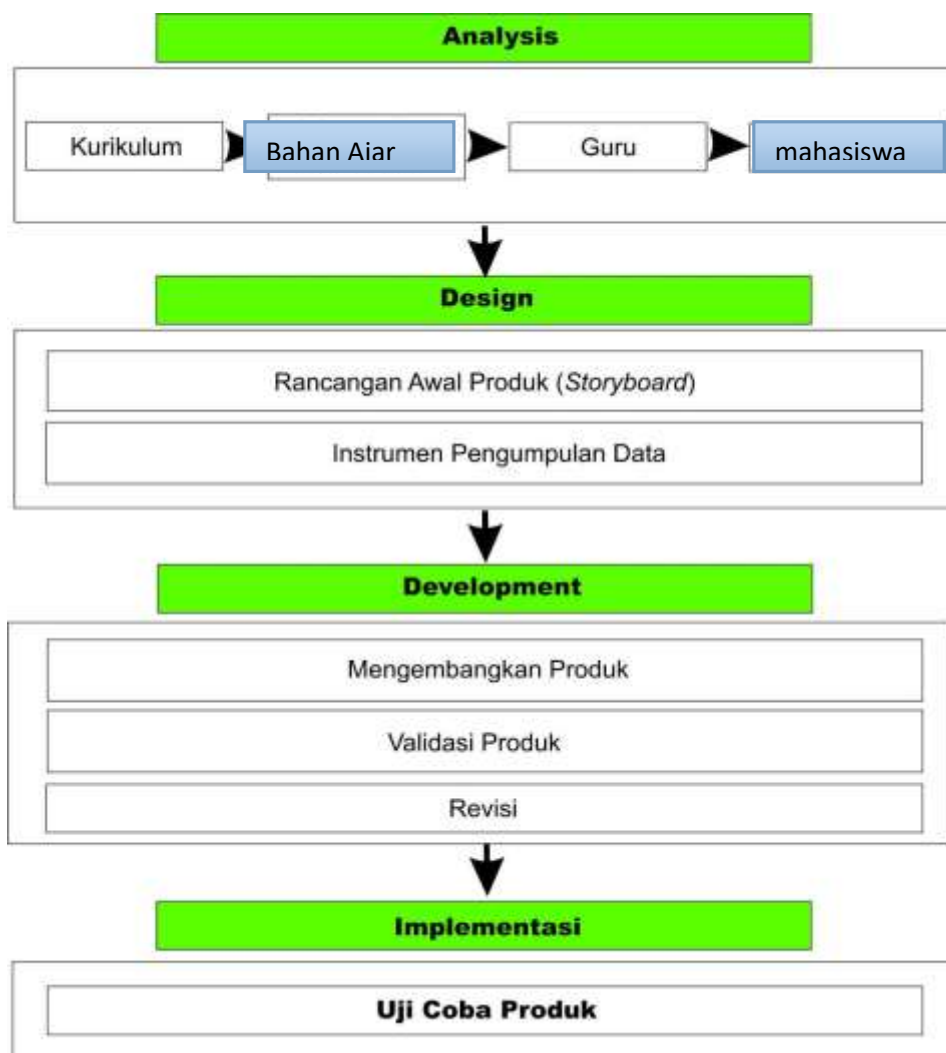 Analysis
Kurikulum Bahan Ajar Guru mahasiswa
Design
Rancangan Awal Produk (Storyboard)
Instrumen Pengumpulan Data
Development
Mengembangkan Produk
Validasi Produk
Revisi
Implementasi
Uji Coba Produk